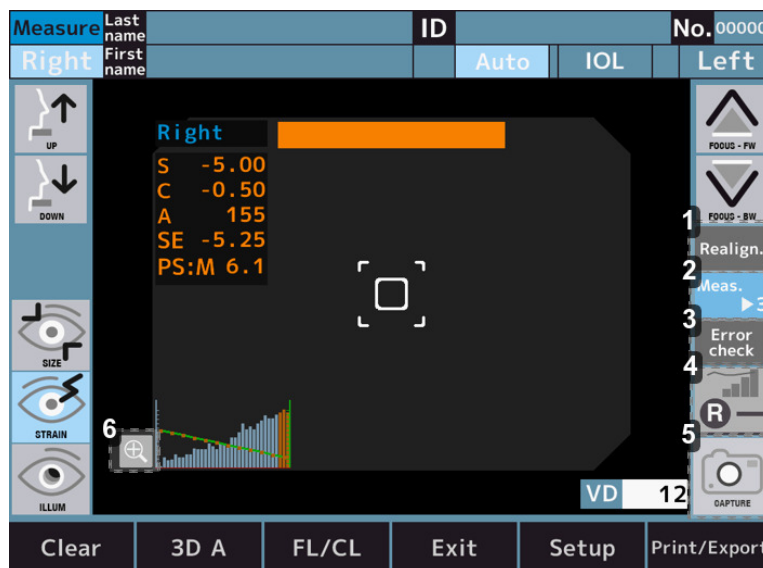 Measure Last name ID No. 00000
Right First name Auto IOL Left
UP
DOWN
SIZE
STRAIN
ILLUM
Right
S -5.00
C -0.50
A 155
SE -5.25
PS:M 6.1
6
VD 12
FOCUS - FW
FOCUS - BW
1
Realign.
2
Meas.
▶3
3
Error
check
4
R
5
CAPTURE
Clear 3D A FL/CL Exit Setup Print/Export